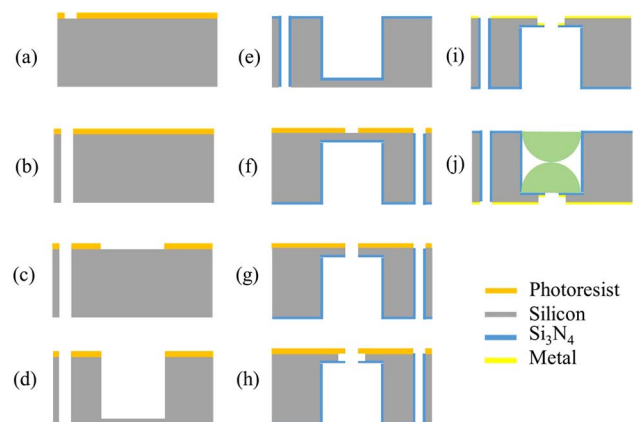 (a)
(e)
(i)
(b)
(f)
(j)
(c)
(g)
(d)
(h)
Photoresist
Silicon
Si₃N₄
Metal